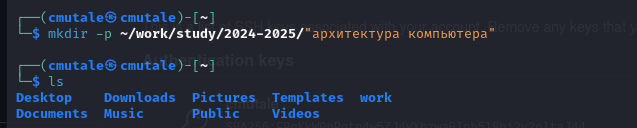 ┌──(cmutale㉿cmutale)-[~]
└─$ mkdir -p ~/work/study/2024-2025/"архитектура компьютера"
┌──(cmutale㉿cmutale)-[~]
└─$ ls
Desktop Downloads Pictures Templates work
Documents Music Public Videos